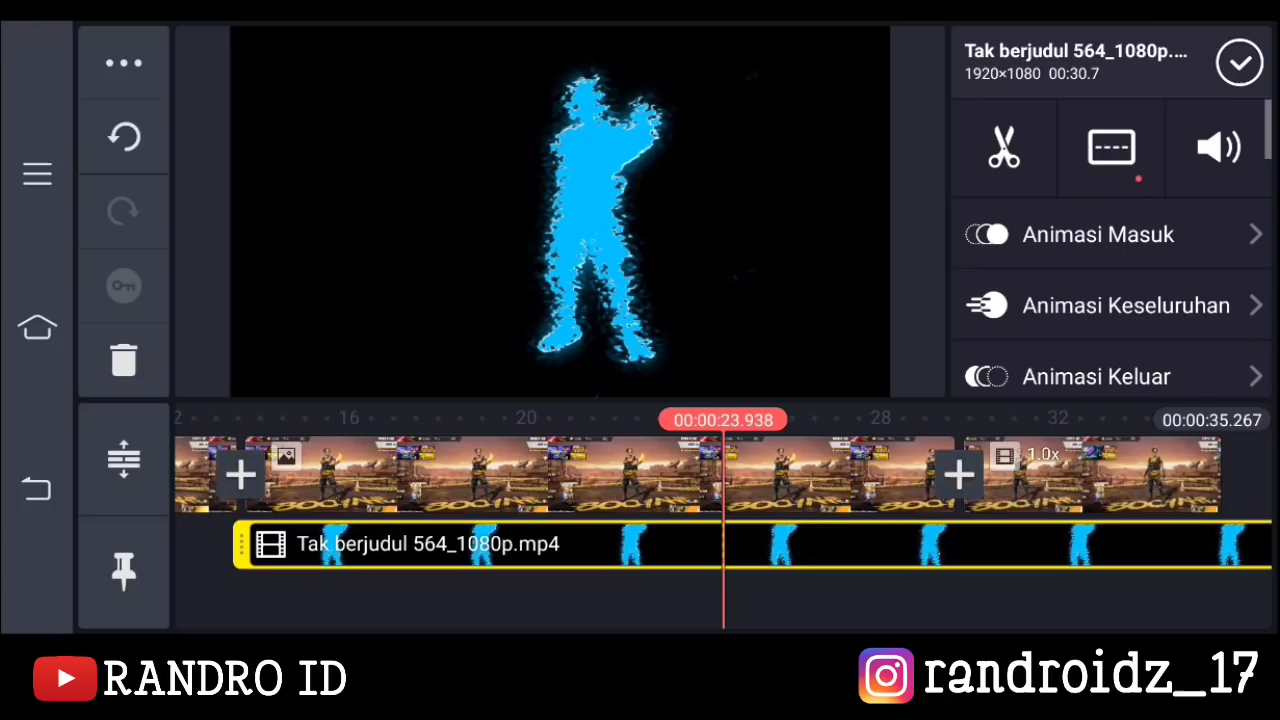 Tak berjudul 564_1080p....
1920×1080 00:30.7
Animasi Masuk
Animasi Keseluruhan
Animasi Keluar
2 16 20 00:00:23.938 28 32 00:00:35.267
1.0x
Tak berjudul 564_1080p.mp4
RANDRO ID
randroidz_17